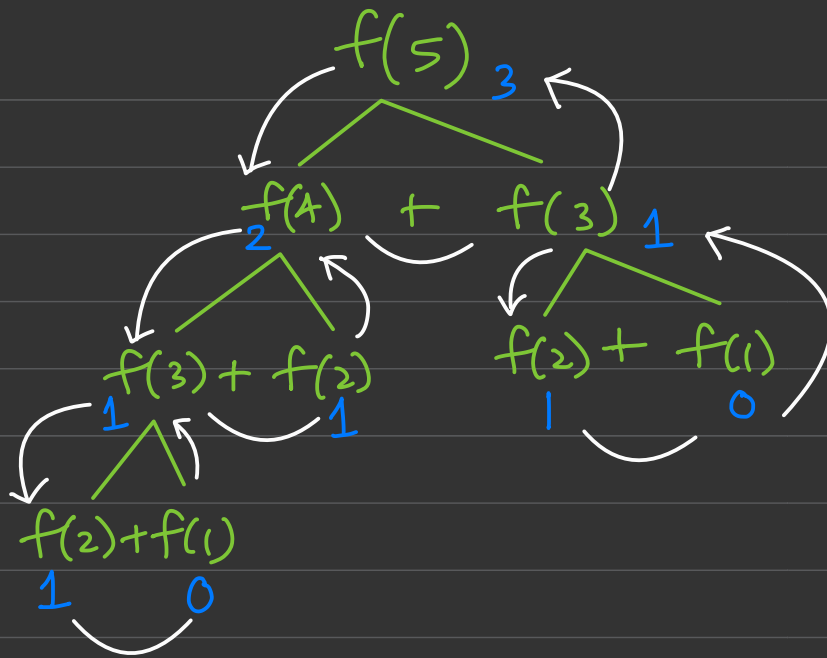 f(5) 3
f(4) + f(3)
2 1
f(3) + f(2) f(2) + f(1)
1 1 1 0
f(2) + f(1)
1 0